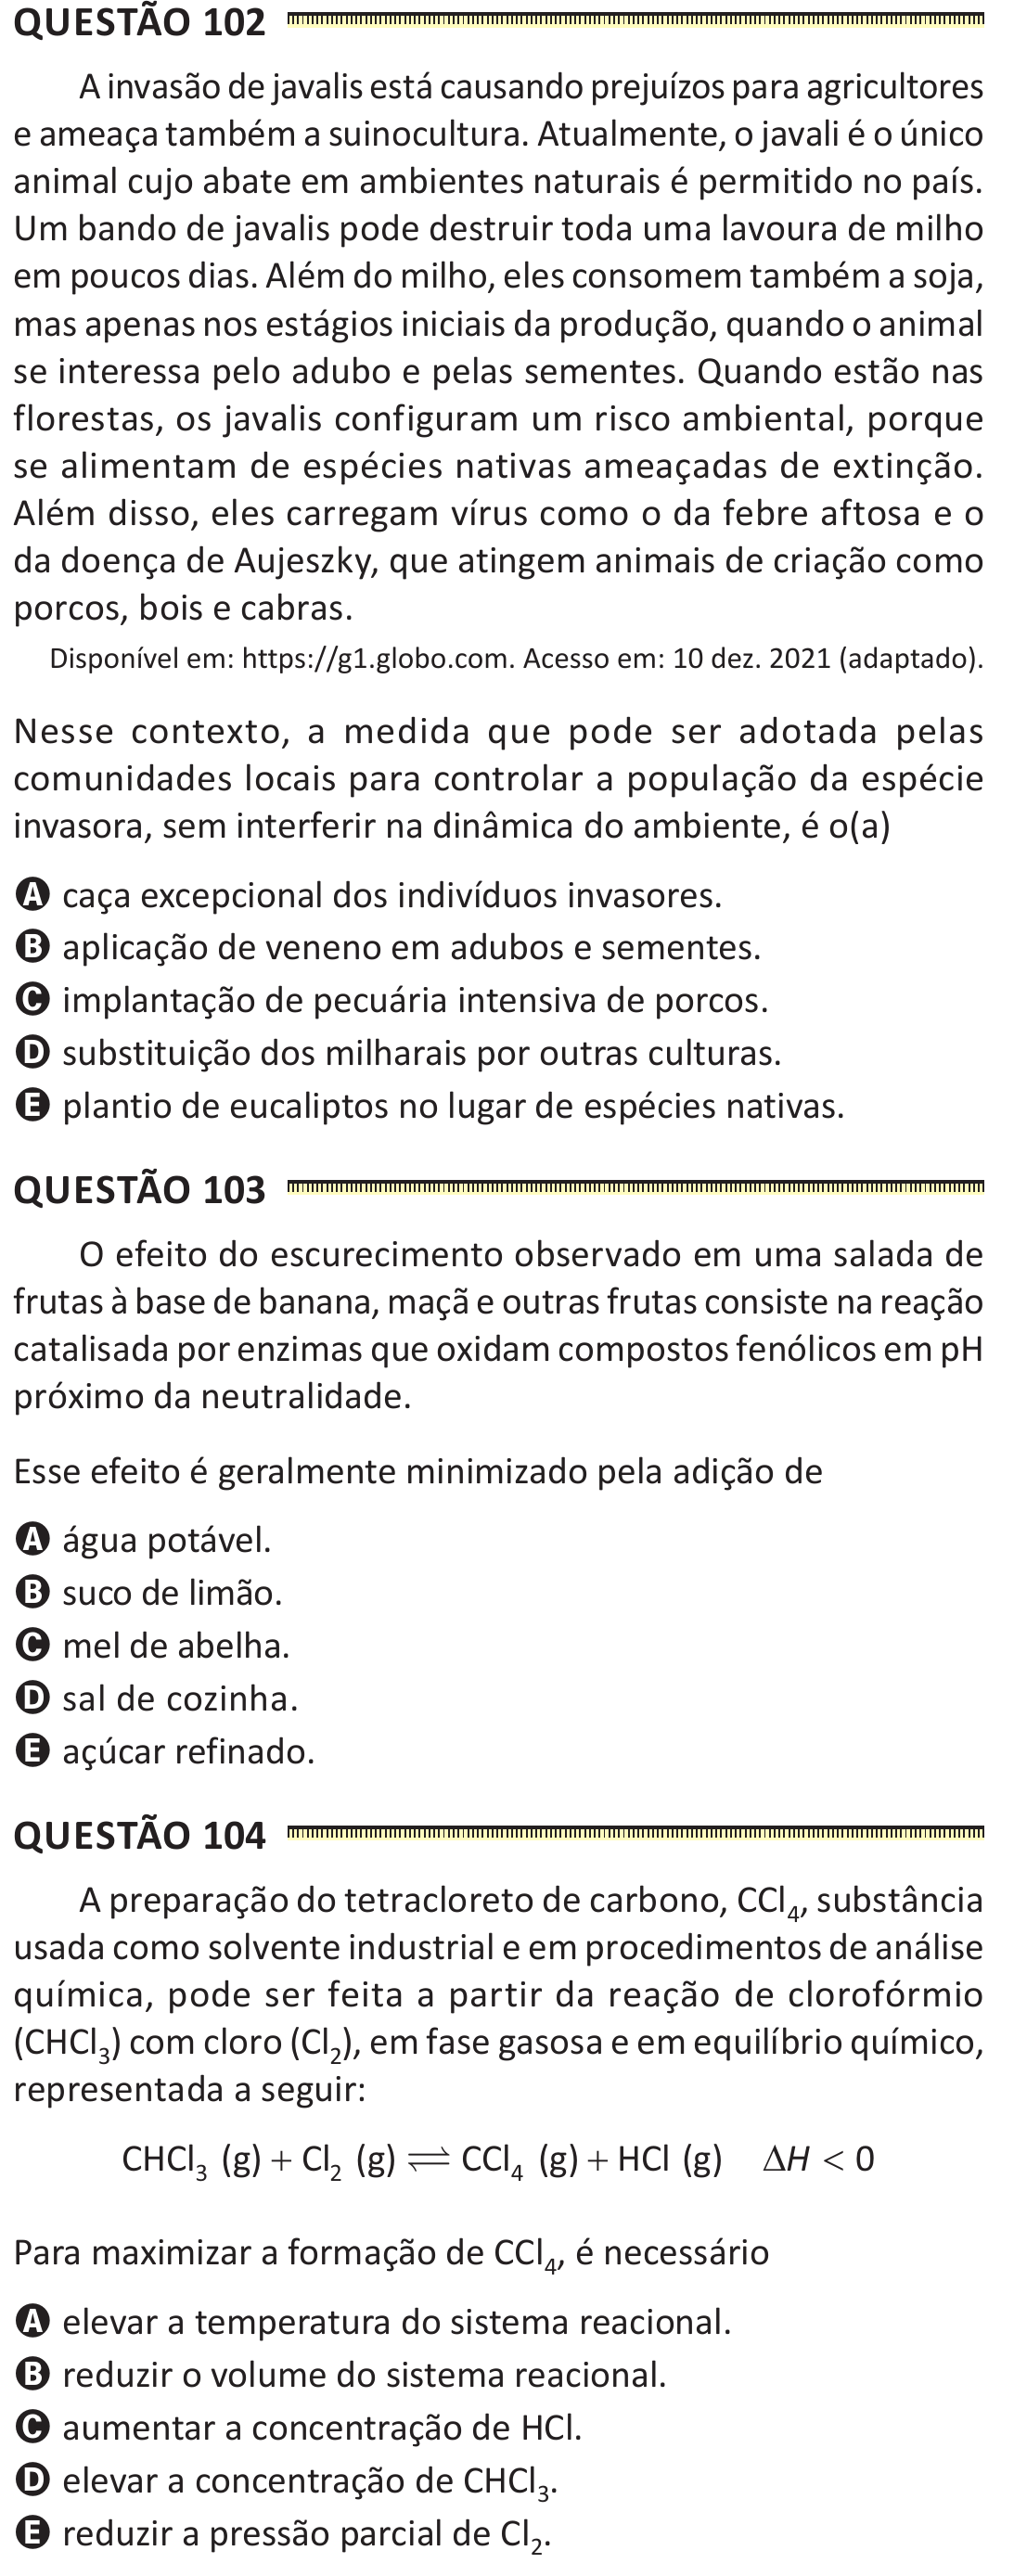 QUESTÃO 102
A invasão de javalis está causando prejuízos para agricultores
e ameaça também a suinocultura. Atualmente, o javali é o único
animal cujo abate em ambientes naturais é permitido no país.
Um bando de javalis pode destruir toda uma lavoura de milho
em poucos dias. Além do milho, eles consomem também a soja,
mas apenas nos estágios iniciais da produção, quando o animal
se interessa pelo adubo e pelas sementes. Quando estão nas
florestas, os javalis configuram um risco ambiental, porque
se alimentam de espécies nativas ameaçadas de extinção.
Além disso, eles carregam vírus como o da febre aftosa e o
da doença de Aujeszky, que atingem animais de criação como
porcos, bois e cabras.
Disponível em: https://g1.globo.com. Acesso em: 10 dez. 2021 (adaptado).
Nesse contexto, a medida que pode ser adotada pelas
comunidades locais para controlar a população da espécie
invasora, sem interferir na dinâmica do ambiente, é o(a)
A caça excepcional dos indivíduos invasores.
B aplicação de veneno em adubos e sementes.
C implantação de pecuária intensiva de porcos.
D substituição dos milharais por outras culturas.
E plantio de eucaliptos no lugar de espécies nativas.
QUESTÃO 103
O efeito do escurecimento observado em uma salada de
frutas à base de banana, maçã e outras frutas consiste na reação
catalisada por enzimas que oxidam compostos fenólicos em pH
próximo da neutralidade.
Esse efeito é geralmente minimizado pela adição de
A água potável.
B suco de limão.
C mel de abelha.
D sal de cozinha.
E açúcar refinado.
QUESTÃO 104
A preparação do tetracloreto de carbono, CCl₄, substância
usada como solvente industrial e em procedimentos de análise
química, pode ser feita a partir da reação de clorofórmio
(CHCl₃) com cloro (Cl₂), em fase gasosa e em equilíbrio químico,
representada a seguir:
CHCl₃ (g) + Cl₂ (g) ⇌ CCl₄ (g) + HCl (g) ΔH < 0
Para maximizar a formação de CCl₄, é necessário
A elevar a temperatura do sistema reacional.
B reduzir o volume do sistema reacional.
C aumentar a concentração de HCl.
D elevar a concentração de CHCl₃.
E reduzir a pressão parcial de Cl₂.